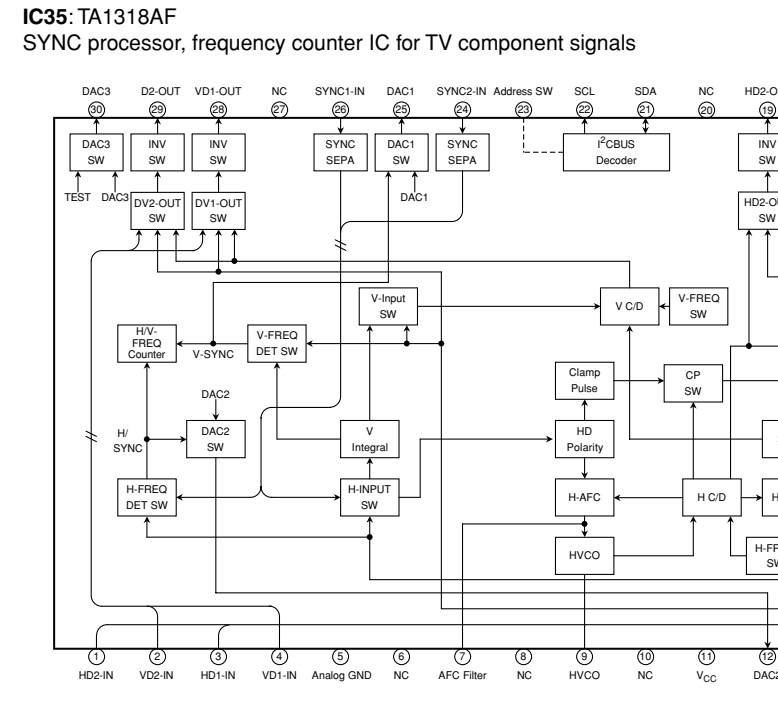 IC35: TA1318AF
SYNC processor, frequency counter IC for TV component signals
DAC3 D2-OUT VD1-OUT NC SYNC1-IN DAC1 SYNC2-IN Address SW SCL SDA NC HD2-O
30 29 28 27 26 25 24 23 22 21 20 19
DAC3 INV INV SYNC DAC1 SYNC I²CBUS INV
SW SW SW SEPA SW SEPA Decoder SW
TEST DAC3 DV2-OUT DV1-OUT DAC1 HD2-OU
SW SW SW
V-Input V C/D V-FREQ
SW SW
H/V- V-FREQ
FREQ DET SW
Counter V-SYNC
Clamp CP
Pulse SW
DAC2
H/ DAC2 V HD
SYNC SW Integral Polarity
H-FREQ H-INPUT H-AFC H C/D H
DET SW SW
HVCO H-FR
SW
1 2 3 4 5 6 7 8 9 10 11 12
HD2-IN VD2-IN HD1-IN VD1-IN Analog GND NC AFC Filter NC HVCO NC VCC DAC2